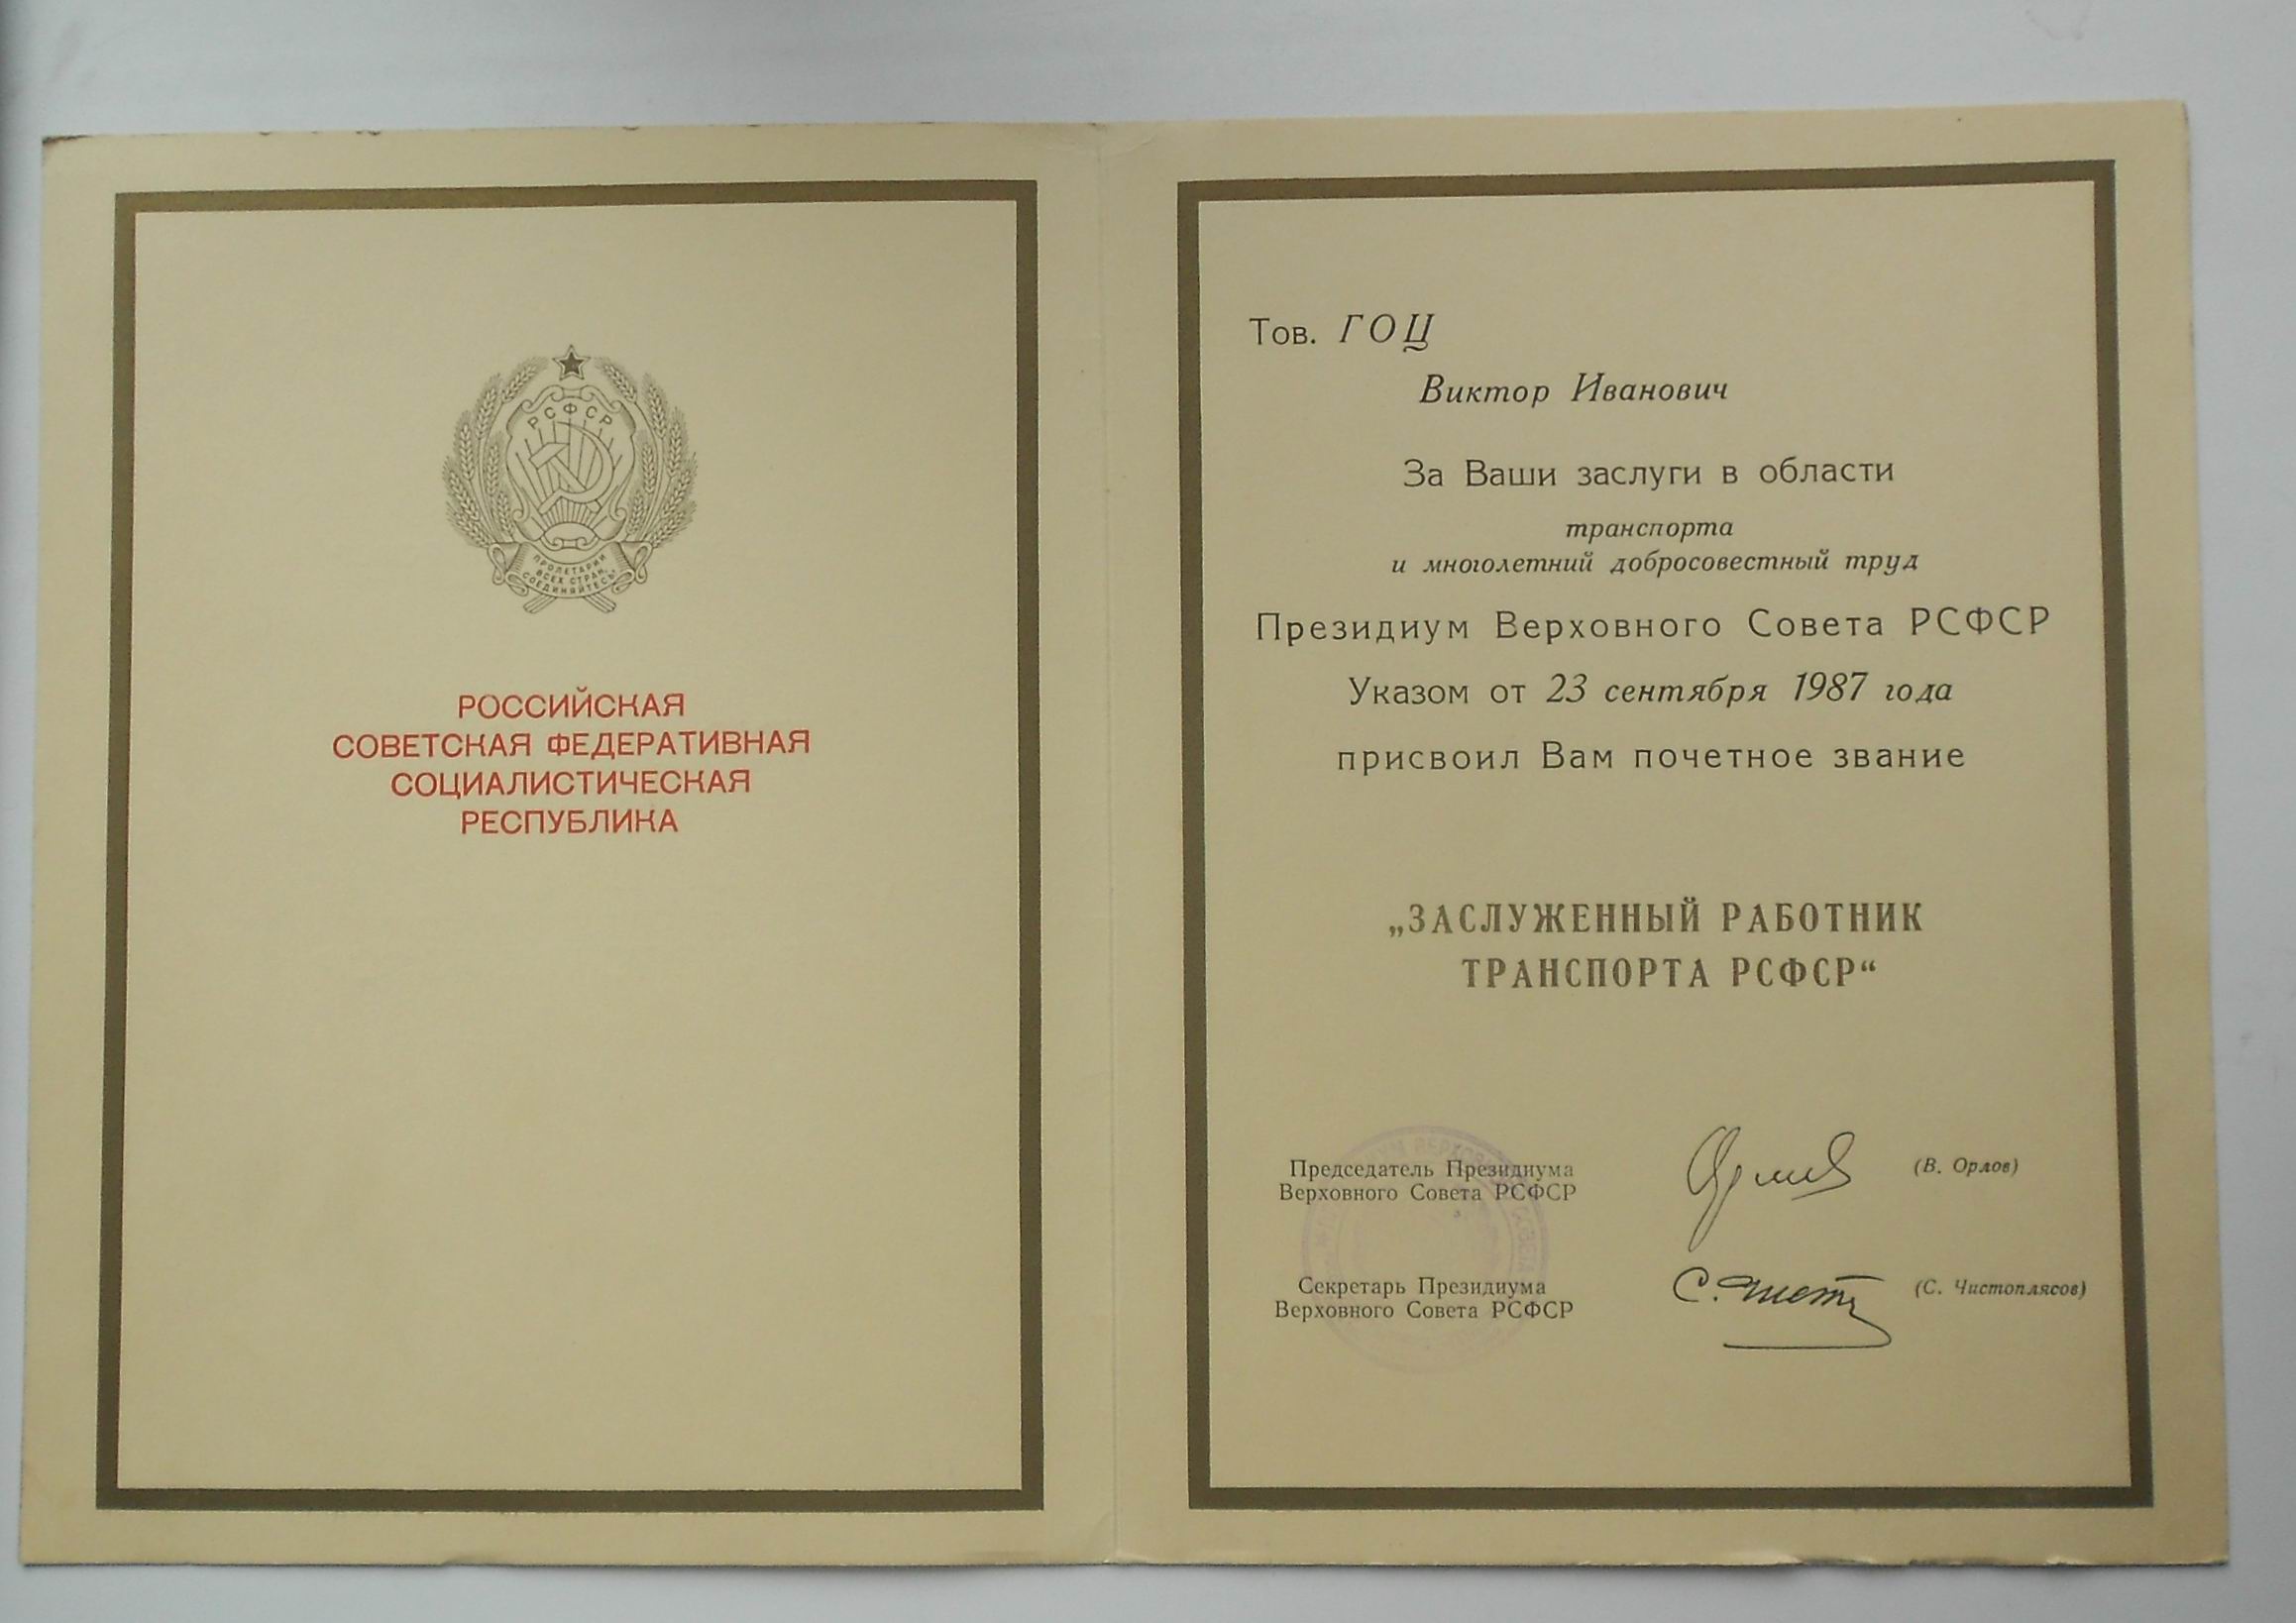 РСФСР
ПРОЛЕТАРИИ
ВСЕХ СТРАН,
СОЕДИНЯЙТЕСЬ!
РОССИЙСКАЯ
СОВЕТСКАЯ ФЕДЕРАТИВНАЯ
СОЦИАЛИСТИЧЕСКАЯ
РЕСПУБЛИКА
Тов. ГОЦ
Виктор Иванович
За Ваши заслуги в области
транспорта
и многолетний добросовестный труд
Президиум Верховного Совета РСФСР
Указом от 23 сентября 1987 года
присвоил Вам почетное звание
„ЗАСЛУЖЕННЫЙ РАБОТНИК
ТРАНСПОРТА РСФСР“
Председатель Президиума
Верховного Совета РСФСР
(В. Орлов)
Секретарь Президиума
Верховного Совета РСФСР
(С. Чистоплясов)